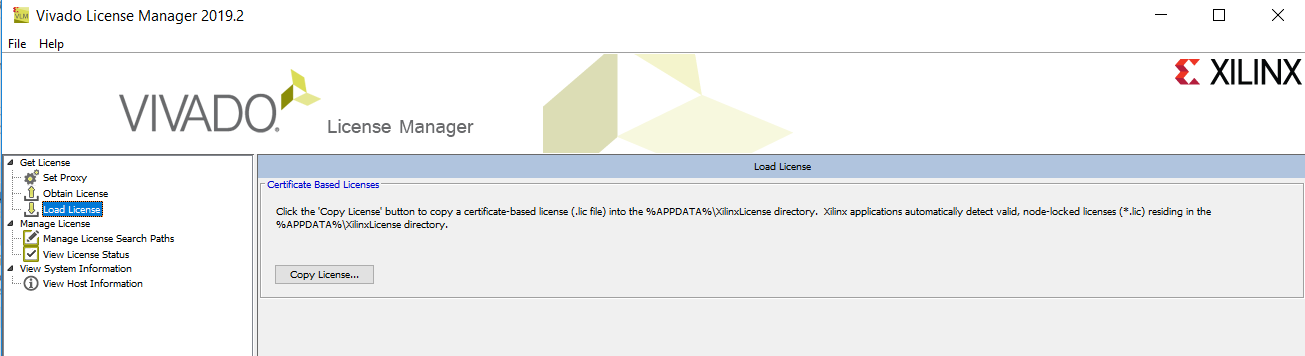 VLM
Vivado License Manager 2019.2
File Help
VIVADO.
License Manager
XILINX
Get License
Set Proxy
Obtain License
Load License
Manage License
Manage License Search Paths
View License Status
View System Information
View Host Information
Load License
Certificate Based Licenses
Click the 'Copy License' button to copy a certificate-based license (.lic file) into the %APPDATA%\XilinxLicense directory. Xilinx applications automatically detect valid, node-locked licenses (*.lic) residing in the
%APPDATA%\XilinxLicense directory.
Copy License...